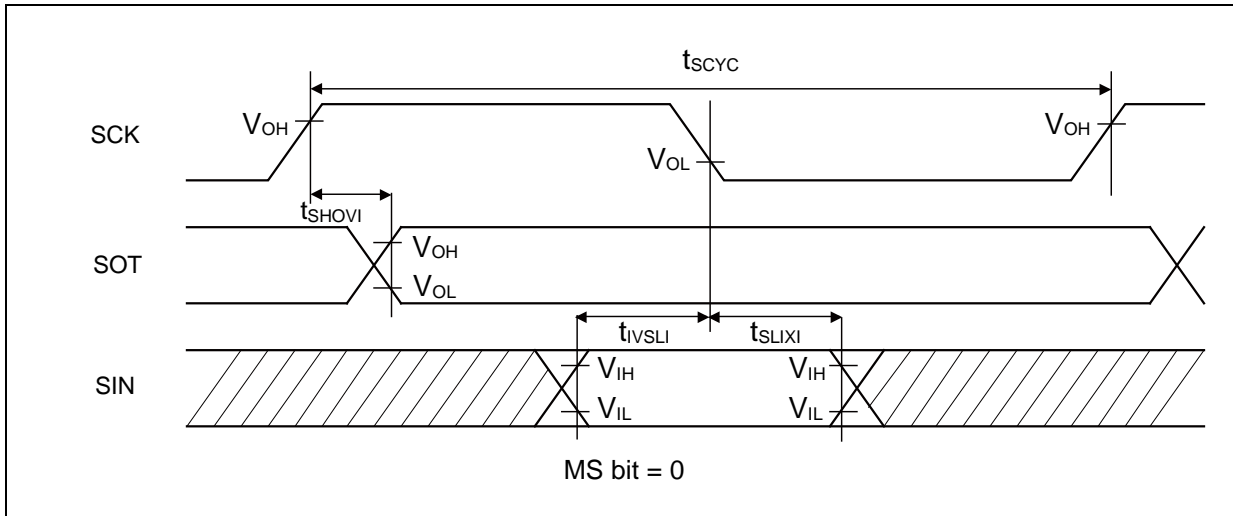 tSCYC
SCK
VOH
VOL
VOH
tSHOVI
SOT
VOH
VOL
tIVSLI
tSLIXI
SIN
VIH
VIL
VIH
VIL
MS bit = 0